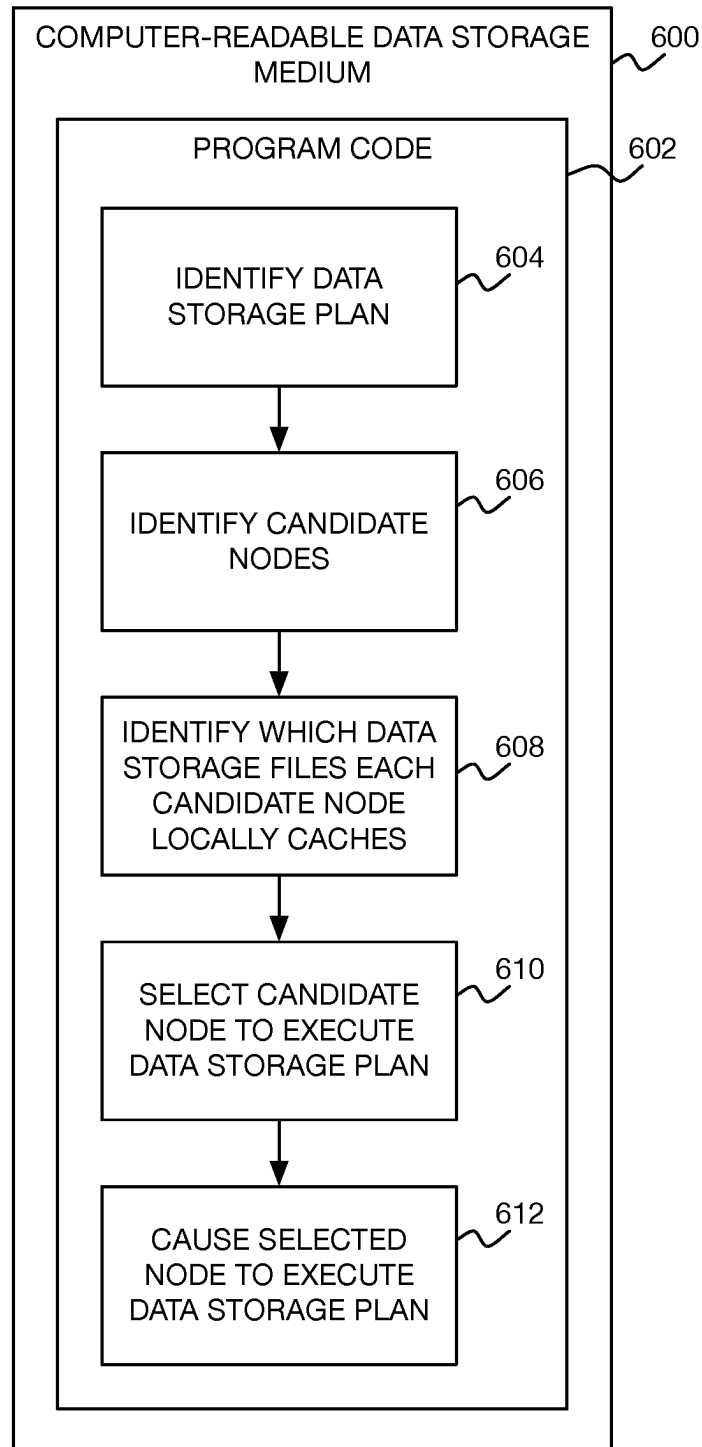 COMPUTER-READABLE DATA STORAGE
MEDIUM
600
PROGRAM CODE
602
IDENTIFY DATA
STORAGE PLAN
604
IDENTIFY CANDIDATE
NODES
606
IDENTIFY WHICH DATA
STORAGE FILES EACH
CANDIDATE NODE
LOCALLY CACHES
608
SELECT CANDIDATE
NODE TO EXECUTE
DATA STORAGE PLAN
610
CAUSE SELECTED
NODE TO EXECUTE
DATA STORAGE PLAN
612